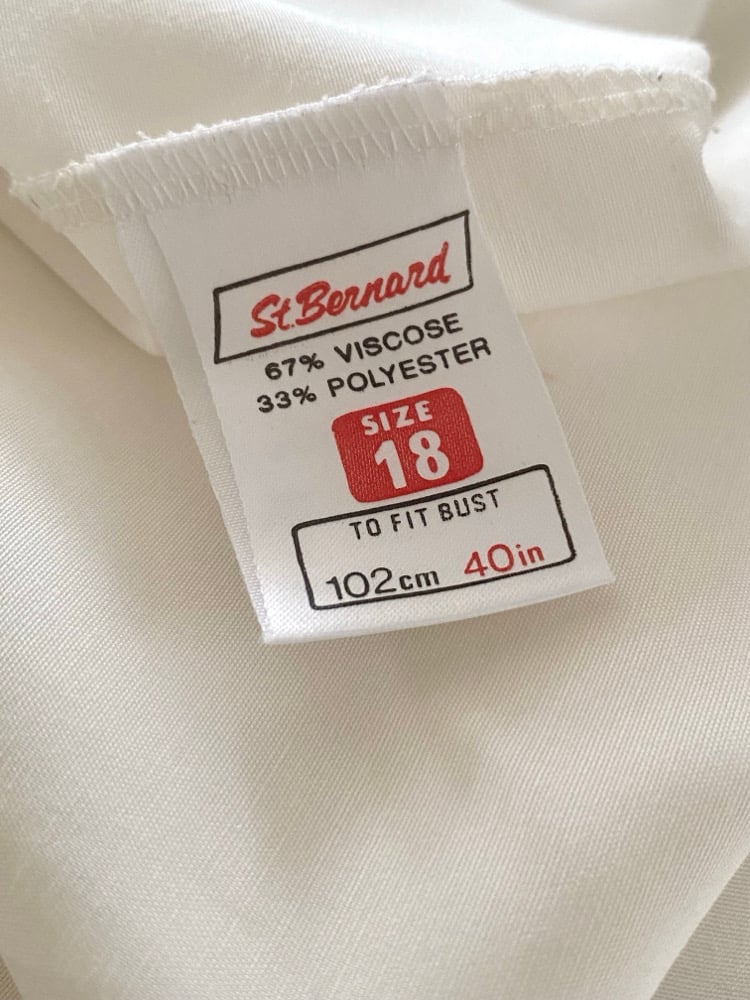 St.Bernard
67% VISCOSE
33% POLYESTER
SIZE
18
TO FIT BUST
102cm 40in